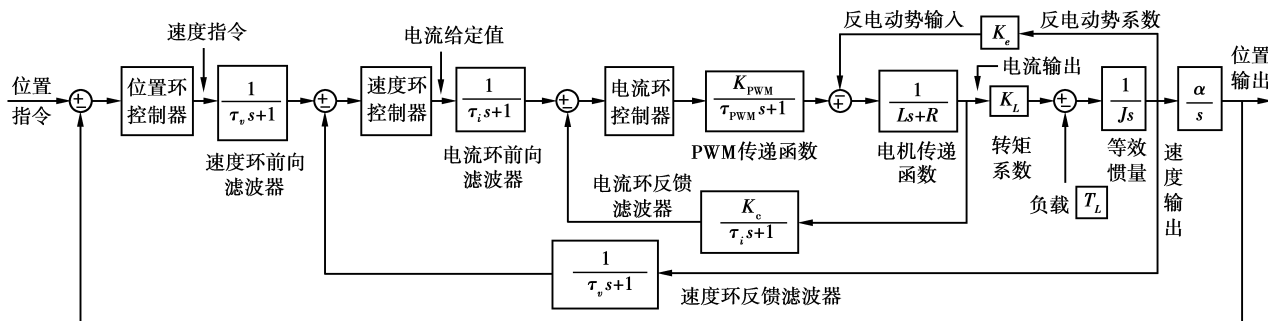 反电动势输入
K_e
反电动势系数
速度指令
电流给定值
位置
指令
+
−
位置环
控制器
1
τ_v s+1
速度环前向
滤波器
+
−
速度环
控制器
1
τ_i s+1
电流环前向
滤波器
+
−
电流环
控制器
K_PWM
τ_PWM s+1
PWM传递函数
−
+
1
Ls+R
电机传递
函数
电流输出
K_L
转矩
系数
+
−
负载
T_L
1
Js
等效
惯量
速
度
输
出
α
s
位置
输出
电流环反馈
滤波器
K_c
τ_i s+1
1
τ_v s+1
速度环反馈滤波器